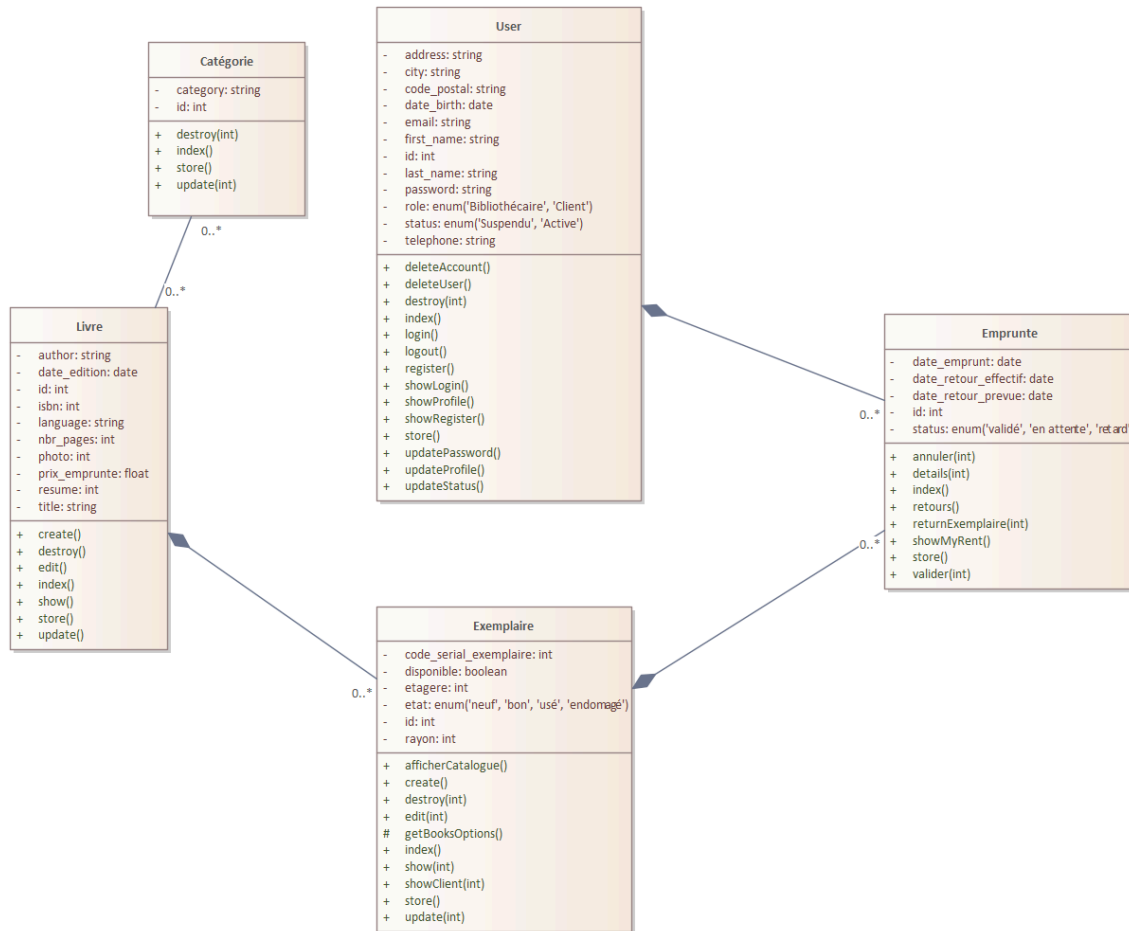 Catégorie
- category: string
- id: int
+ destroy(int)
+ index()
+ store()
+ update(int)
0..*
0..*
User
- address: string
- city: string
- code_postal: string
- date_birth: date
- email: string
- first_name: string
- id: int
- last_name: string
- password: string
- role: enum('Bibliothécaire', 'Client')
- status: enum('Suspendu', 'Active')
- telephone: string
+ deleteAccount()
+ deleteUser()
+ destroy(int)
+ index()
+ login()
+ logout()
+ register()
+ showLogin()
+ showProfile()
+ showRegister()
+ store()
+ updatePassword()
+ updateProfile()
+ updateStatus()
Livre
- author: string
- date_edition: date
- id: int
- isbn: int
- language: string
- nbr_pages: int
- photo: int
- prix_emprunte: float
- resume: int
- title: string
+ create()
+ destroy()
+ edit()
+ index()
+ show()
+ store()
+ update()
Emprunte
- date_emprunt: date
- date_retour_effectif: date
- date_retour_prevue: date
- id: int
- status: enum('validé', 'en attente', 'retard'
+ annuler(int)
+ details(int)
+ index()
+ retours()
+ returnExemplaire(int)
+ showMyRent()
+ store()
+ valider(int)
0..*
0..*
0..*
Exemplaire
- code_serial_exemplaire: int
- disponible: boolean
- etagere: int
- etat: enum('neuf', 'bon', 'usé', 'endomagé')
- id: int
- rayon: int
+ afficherCatalogue()
+ create()
+ destroy(int)
+ edit(int)
# getBooksOptions()
+ index()
+ show(int)
+ showClient(int)
+ store()
+ update(int)